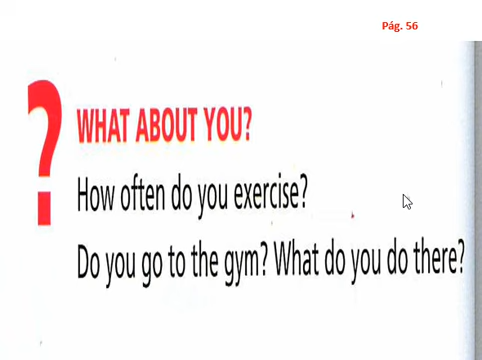 Pág. 56
?
WHAT ABOUT YOU?
How often do you exercise?
Do you go to the gym? What do you do there?